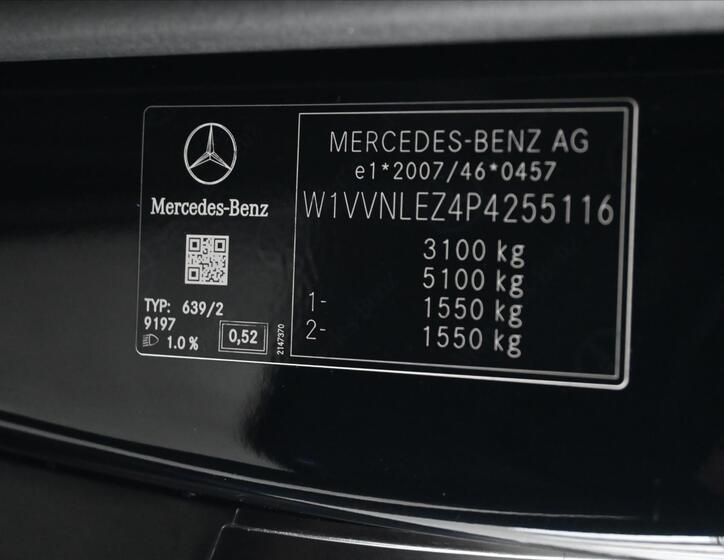 Mercedes-Benz
TYP: 639/2
9197
1.0 %
0,52
2147370
MERCEDES-BENZ AG
e1*2007/46*0457
W1VVNLEZ4P4255116
3100 kg
5100 kg
1- 1550 kg
2- 1550 kg